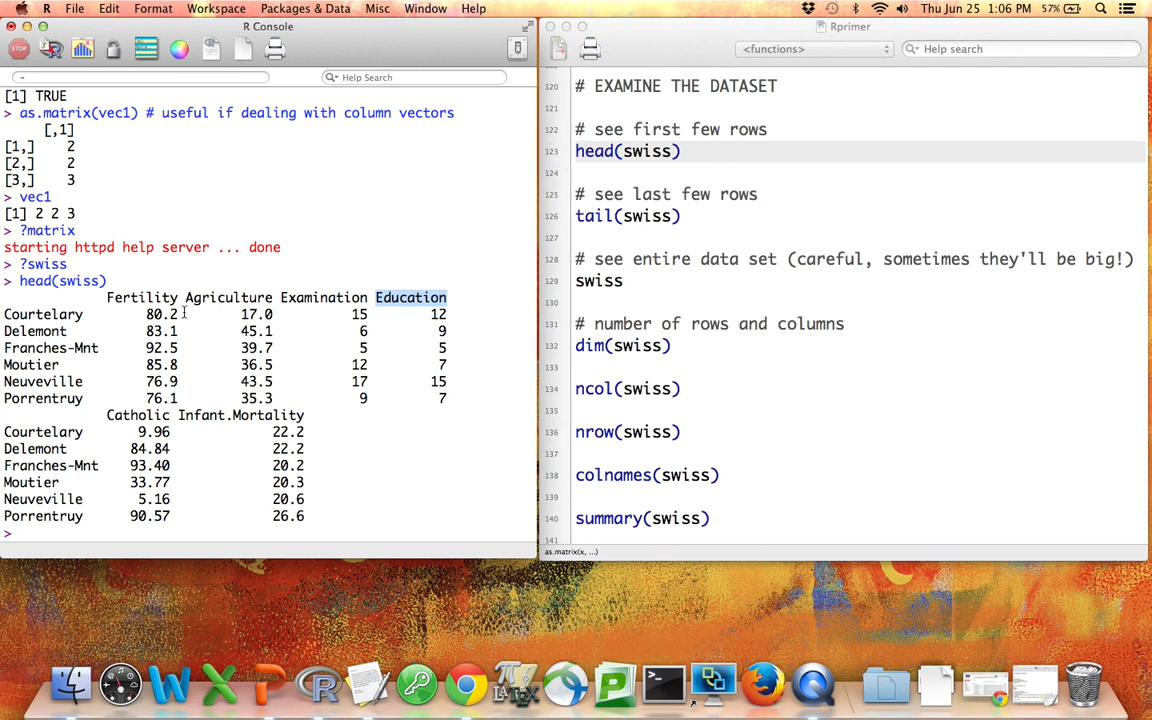 R File Edit Format Workspace Packages & Data Misc Window Help Thu Jun 25 1:06 PM 57%
R Console
STOP
~
Help Search
[1] TRUE
> as.matrix(vec1) # useful if dealing with column vectors
[,1]
[1,] 2
[2,] 2
[3,] 3
> vec1
[1] 2 2 3
> ?matrix
starting httpd help server ... done
> ?swiss
> head(swiss)
Fertility Agriculture Examination Education
Courtelary 80.2 17.0 15 12
Delemont 83.1 45.1 6 9
Franches-Mnt 92.5 39.7 5 5
Moutier 85.8 36.5 12 7
Neuveville 76.9 43.5 17 15
Porrentruy 76.1 35.3 9 7
Catholic Infant.Mortality
Courtelary 9.96 22.2
Delemont 84.84 22.2
Franches-Mnt 93.40 20.2
Moutier 33.77 20.3
Neuveville 5.16 20.6
Porrentruy 90.57 26.6
>
Rprimer
<functions>
Help search
120 # EXAMINE THE DATASET
121
122 # see first few rows
123 head(swiss)
124
125 # see last few rows
126 tail(swiss)
127
128 # see entire data set (careful, sometimes they'll be big!)
129 swiss
130
131 # number of rows and columns
132 dim(swiss)
133
134 ncol(swiss)
135
136 nrow(swiss)
137
138 colnames(swiss)
139
140 summary(swiss)
141
as.matrix(x, ...)